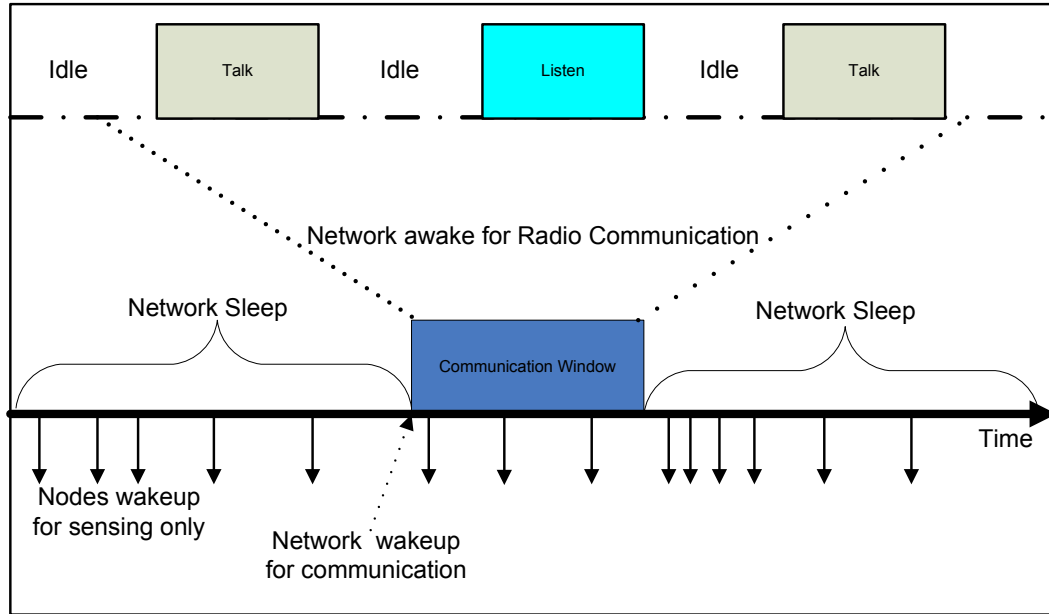 Idle
Talk
Idle
Listen
Idle
Talk
Network awake for Radio Communication
Network Sleep
Network Sleep
Communication Window
Time
Nodes wakeup
for sensing only
Network wakeup
for communication